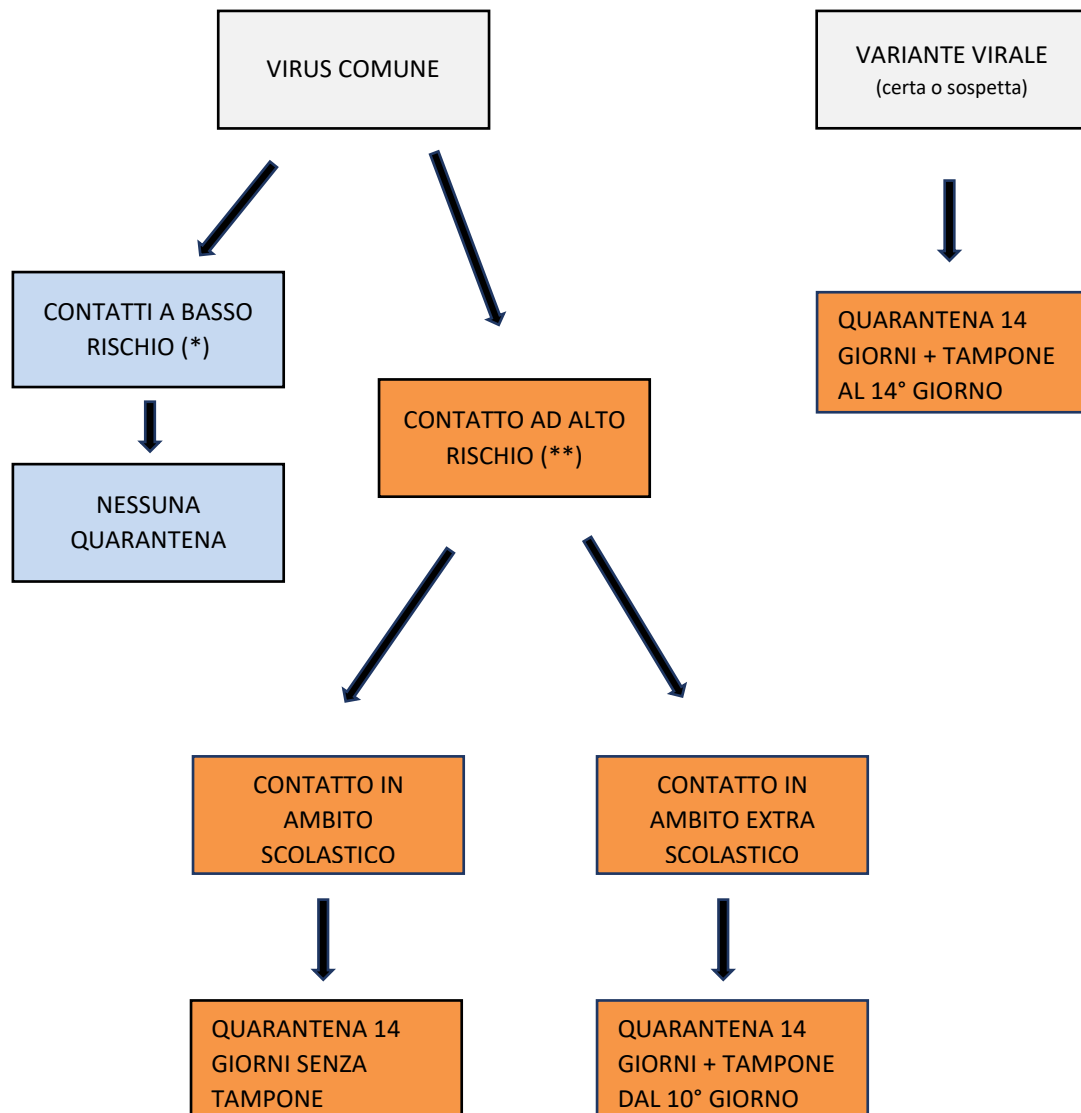 VIRUS COMUNE
VARIANTE VIRALE
(certa o sospetta)
CONTATTI A BASSO
RISCHIO (*)
QUARANTENA 14
GIORNI + TAMPONE
AL 14° GIORNO
CONTATTO AD ALTO
RISCHIO (**)
NESSUNA
QUARANTENA
CONTATTO IN
AMBITO
SCOLASTICO
CONTATTO IN
AMBITO EXTRA
SCOLASTICO
QUARANTENA 14
GIORNI SENZA
TAMPONE
QUARANTENA 14
GIORNI + TAMPONE
DAL 10° GIORNO